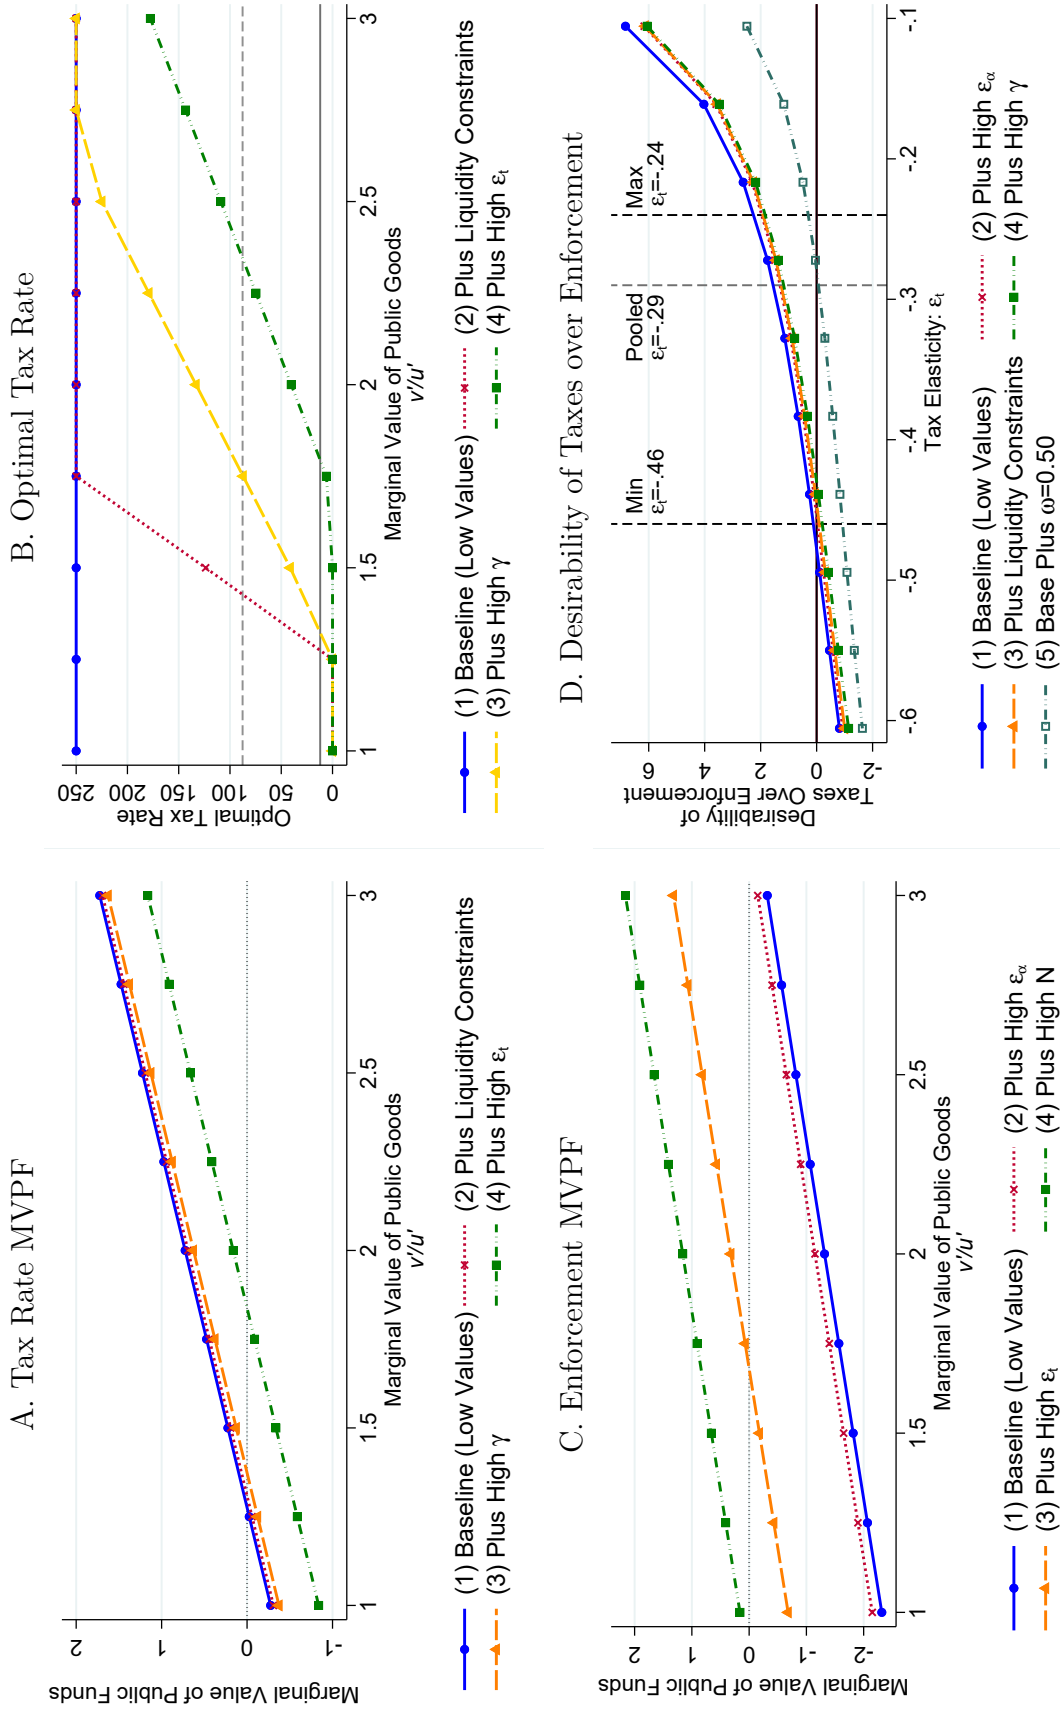 A. Tax Rate MVPF
Marginal Value of Public Funds
2
1
0
-1
1
1.5
2
2.5
3
Marginal Value of Public Goods
v'/u'
(1) Baseline (Low Values)
(2) Plus Liquidity Constraints
(3) Plus High γ
(4) Plus High εt
B. Optimal Tax Rate
Optimal Tax Rate
250
200
150
100
50
0
1
1.5
2
2.5
3
Marginal Value of Public Goods
v'/u'
(1) Baseline (Low Values)
(2) Plus Liquidity Constraints
(3) Plus High γ
(4) Plus High εt
C. Enforcement MVPF
Marginal Value of Public Funds
2
1
0
-1
-2
1
1.5
2
2.5
3
Marginal Value of Public Goods
v'/u'
(1) Baseline (Low Values)
(2) Plus High εα
(3) Plus High εt
(4) Plus High N
D. Desirability of Taxes over Enforcement
Desirability of
Taxes Over Enforcement
6
4
2
0
-2
Min
εt=-.46
Pooled
εt=-.29
Max
εt=-.24
-.6
-.5
-.4
-.3
-.2
-.1
Tax Elasticity: εt
(1) Baseline (Low Values)
(2) Plus High εα
(3) Plus Liquidity Constraints
(4) Plus High γ
(5) Base Plus ω=0.50